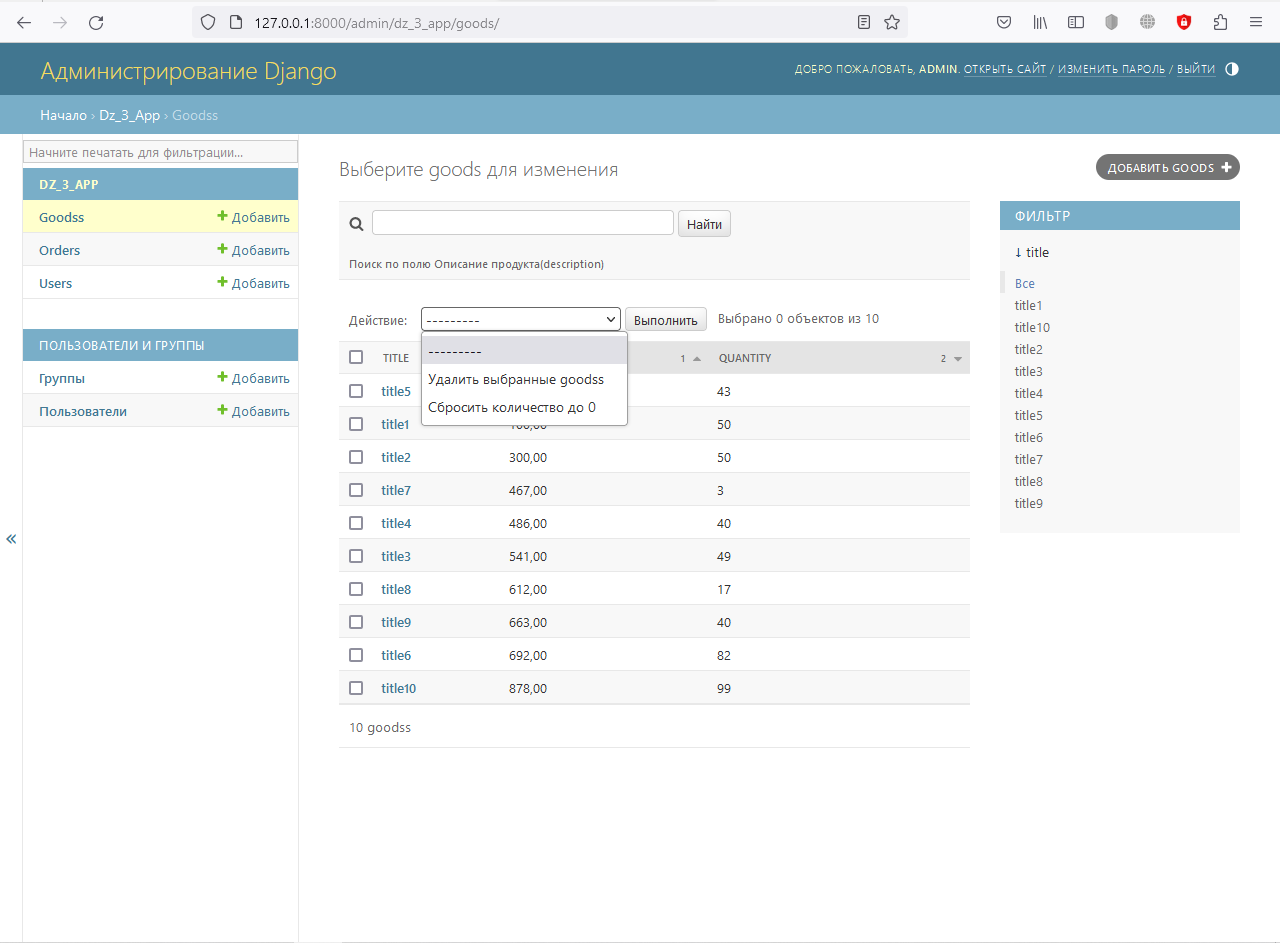 127.0.0.1:8000/admin/dz_3_app/goods/
Администрирование Django
ДОБРО ПОЖАЛОВАТЬ, ADMIN. ОТКРЫТЬ САЙТ / ИЗМЕНИТЬ ПАРОЛЬ / ВЫЙТИ
Начало › Dz_3_App › Goodss
Начните печатать для фильтрации...
DZ_3_APP
Goodss + Добавить
Orders + Добавить
Users + Добавить
ПОЛЬЗОВАТЕЛИ И ГРУППЫ
Группы + Добавить
Пользователи + Добавить
«
Выберите goods для изменения
ДОБАВИТЬ GOODS +
Найти
Поиск по полю Описание продукта(description)
Действие: --------- Выполнить Выбрано 0 объектов из 10
---------
Удалить выбранные goodss
Сбросить количество до 0
TITLE 1 QUANTITY 2
title5 43
title1 50
title2 300,00 50
title7 467,00 3
title4 486,00 40
title3 541,00 49
title8 612,00 17
title9 663,00 40
title6 692,00 82
title10 878,00 99
10 goodss
ФИЛЬТР
↓ title
Все
title1
title10
title2
title3
title4
title5
title6
title7
title8
title9